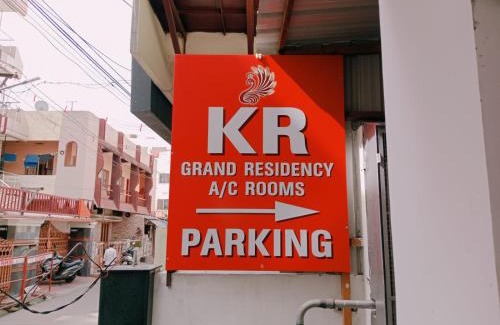 KR
GRAND RESIDENCY
A/C ROOMS
PARKING